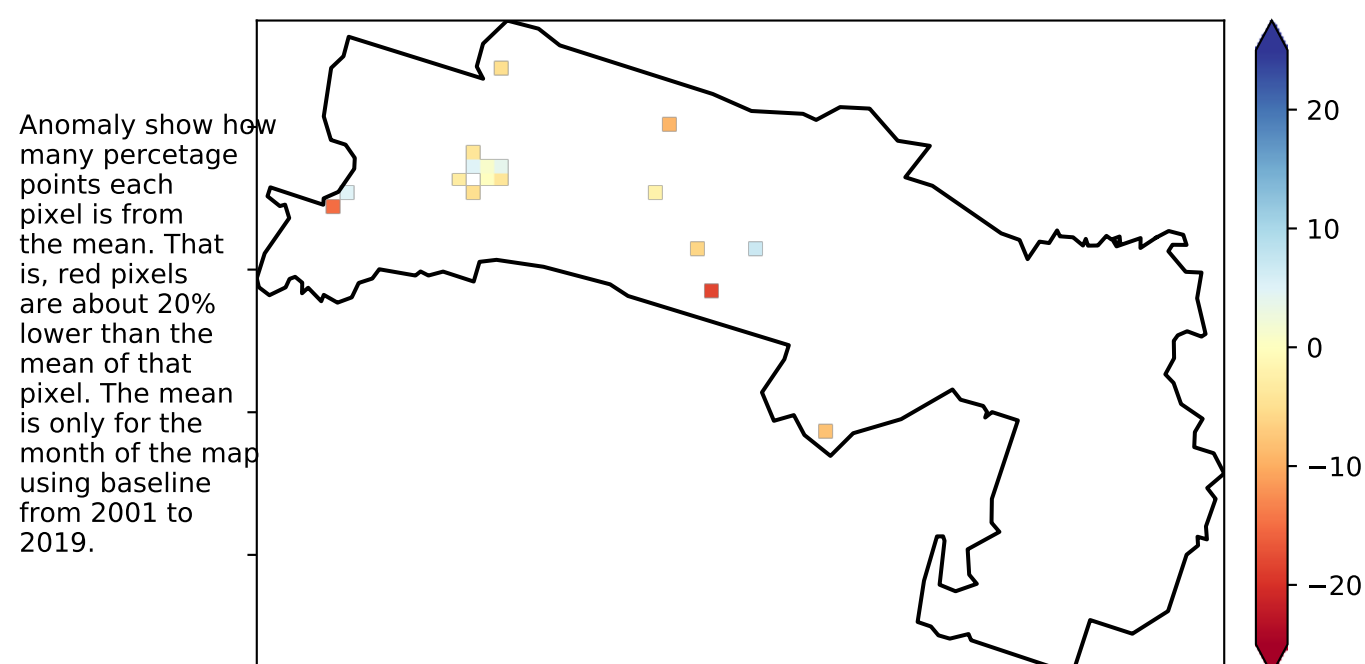 Anomaly show how
many percetage
points each
pixel is from
the mean. That
is, red pixels
are about 20%
lower than the
mean of that
pixel. The mean
is only for the
month of the map
using baseline
from 2001 to
2019.
20
10
0
−10
−20